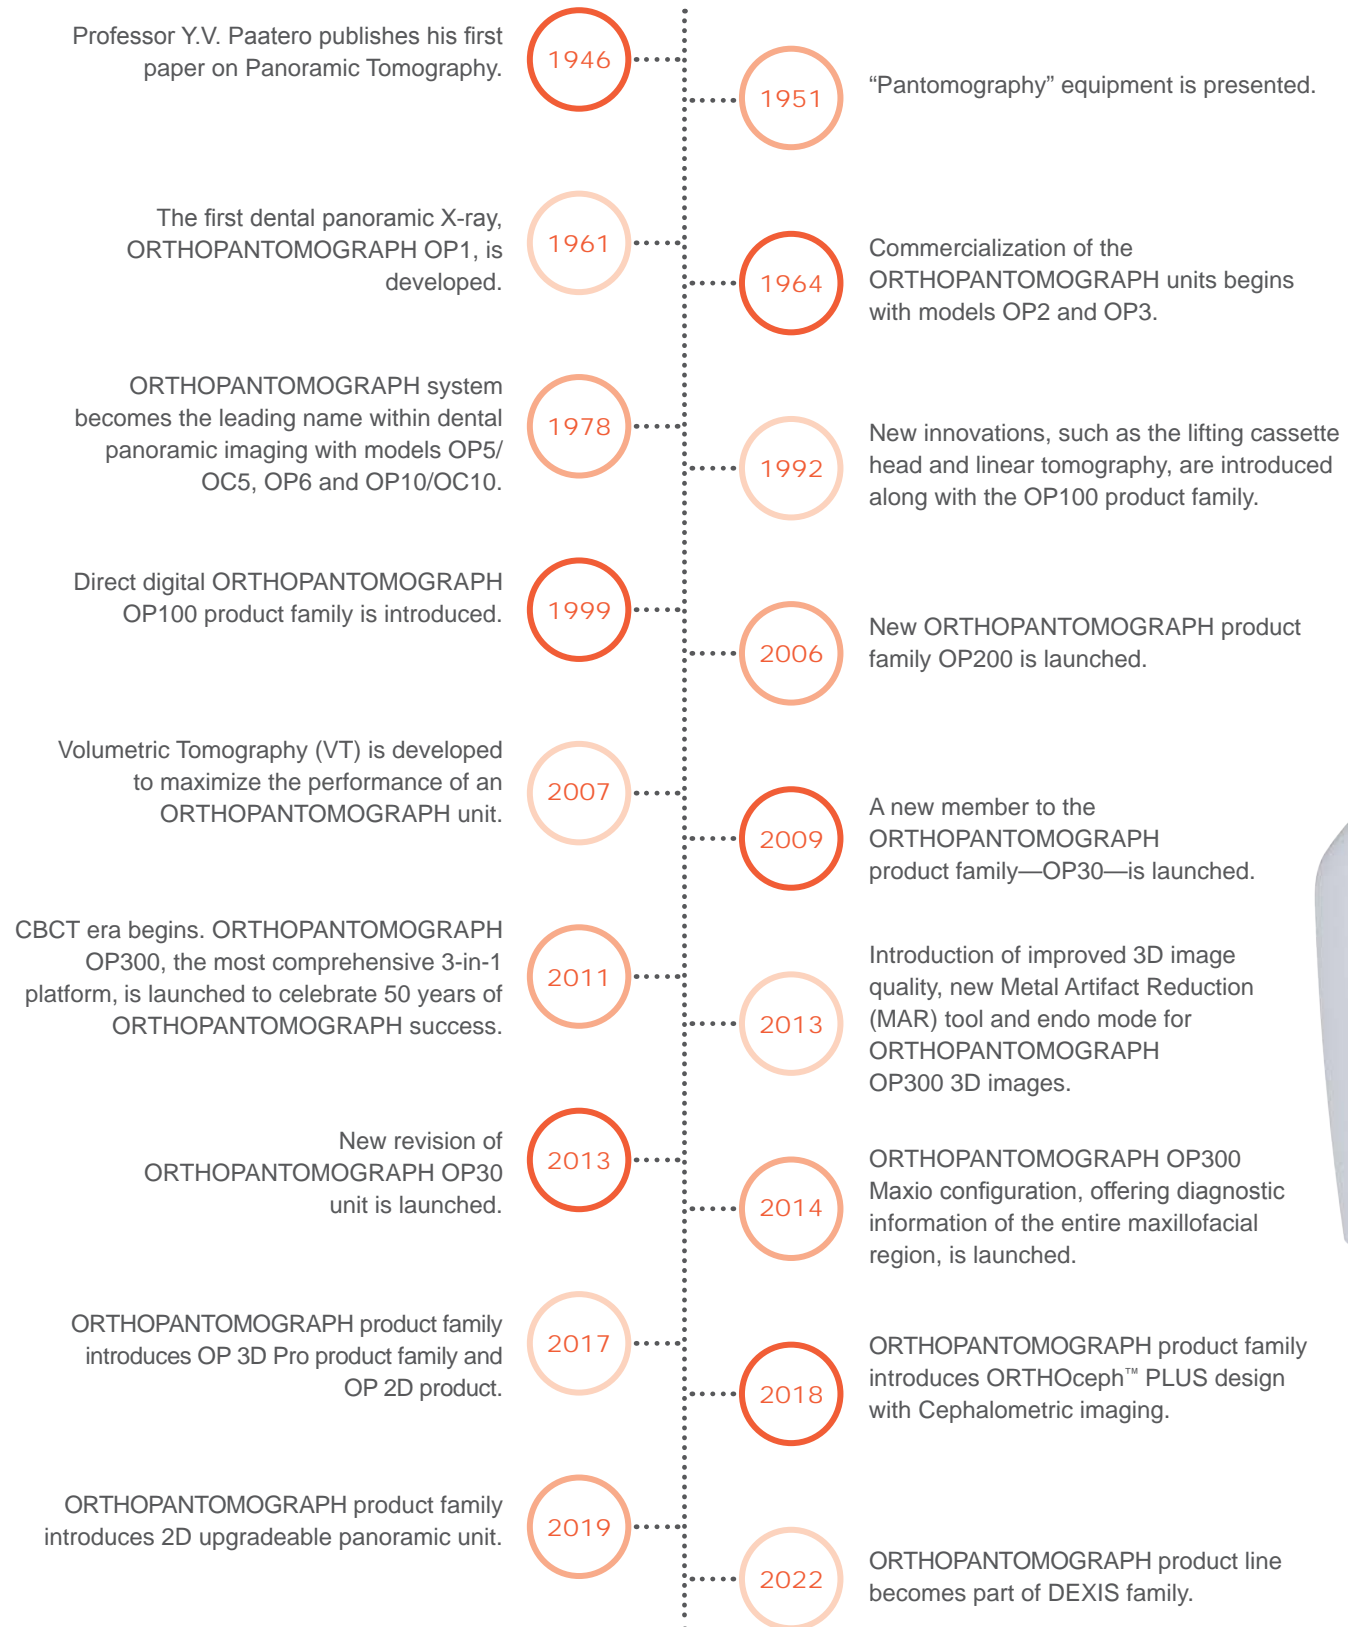 Professor Y.V. Paatero publishes his first
paper on Panoramic Tomography.
1946
1951
“Pantomography” equipment is presented.
The first dental panoramic X-ray,
ORTHOPANTOMOGRAPH OP1, is
developed.
1961
1964
Commercialization of the
ORTHOPANTOMOGRAPH units begins
with models OP2 and OP3.
ORTHOPANTOMOGRAPH system
becomes the leading name within dental
panoramic imaging with models OP5/
OC5, OP6 and OP10/OC10.
1978
1992
New innovations, such as the lifting cassette
head and linear tomography, are introduced
along with the OP100 product family.
Direct digital ORTHOPANTOMOGRAPH
OP100 product family is introduced.
1999
2006
New ORTHOPANTOMOGRAPH product
family OP200 is launched.
Volumetric Tomography (VT) is developed
to maximize the performance of an
ORTHOPANTOMOGRAPH unit.
2007
2009
A new member to the
ORTHOPANTOMOGRAPH
product family—OP30—is launched.
CBCT era begins. ORTHOPANTOMOGRAPH
OP300, the most comprehensive 3-in-1
platform, is launched to celebrate 50 years of
ORTHOPANTOMOGRAPH success.
2011
2013
Introduction of improved 3D image
quality, new Metal Artifact Reduction
(MAR) tool and endo mode for
ORTHOPANTOMOGRAPH
OP300 3D images.
New revision of
ORTHOPANTOMOGRAPH OP30
unit is launched.
2013
2014
ORTHOPANTOMOGRAPH OP300
Maxio configuration, offering diagnostic
information of the entire maxillofacial
region, is launched.
ORTHOPANTOMOGRAPH product family
introduces OP 3D Pro product family and
OP 2D product.
2017
2018
ORTHOPANTOMOGRAPH product family
introduces ORTHOceph™ PLUS design
with Cephalometric imaging.
ORTHOPANTOMOGRAPH product family
introduces 2D upgradeable panoramic unit.
2019
2022
ORTHOPANTOMOGRAPH product line
becomes part of DEXIS family.